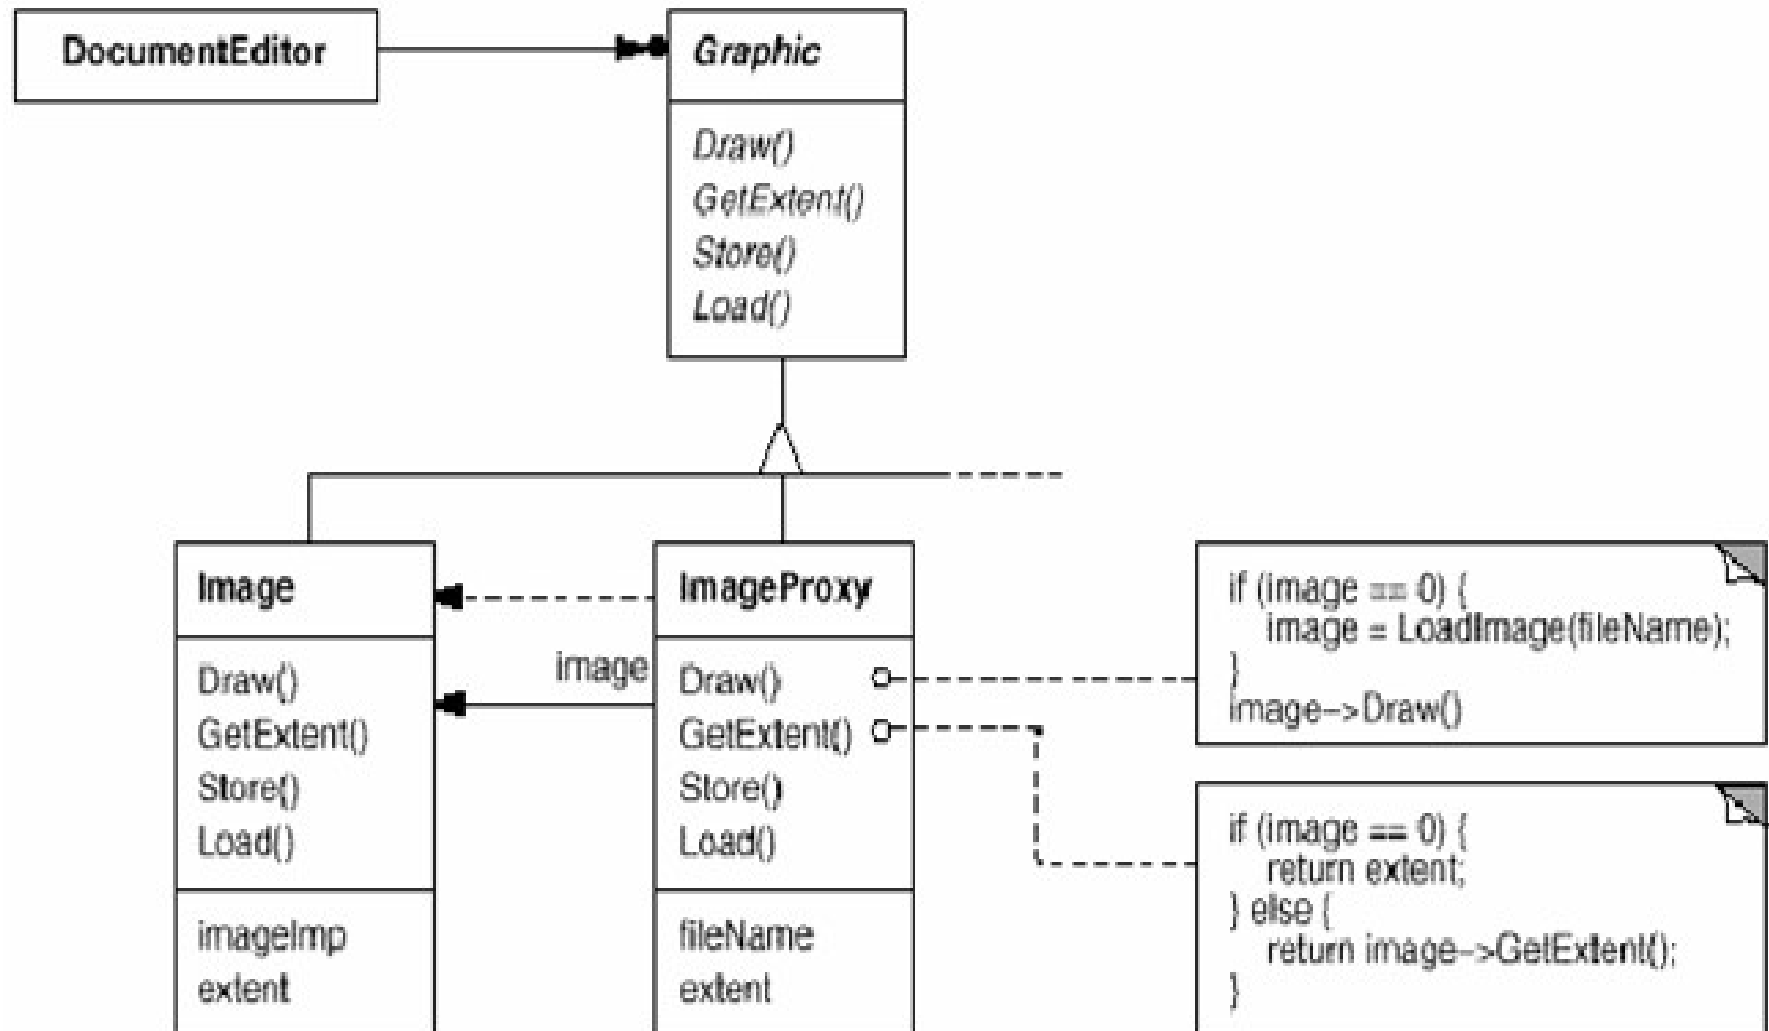 DocumentEditor
Graphic
Draw()
GetExtent()
Store()
Load()
Image
Draw()
GetExtent()
Store()
Load()
imageImp
extent
image
ImageProxy
Draw()
GetExtent()
Store()
Load()
fileName
extent
if (image == 0) {
image = LoadImage(fileName);
}
image->Draw()
if (image == 0) {
return extent;
} else {
return image->GetExtent();
}